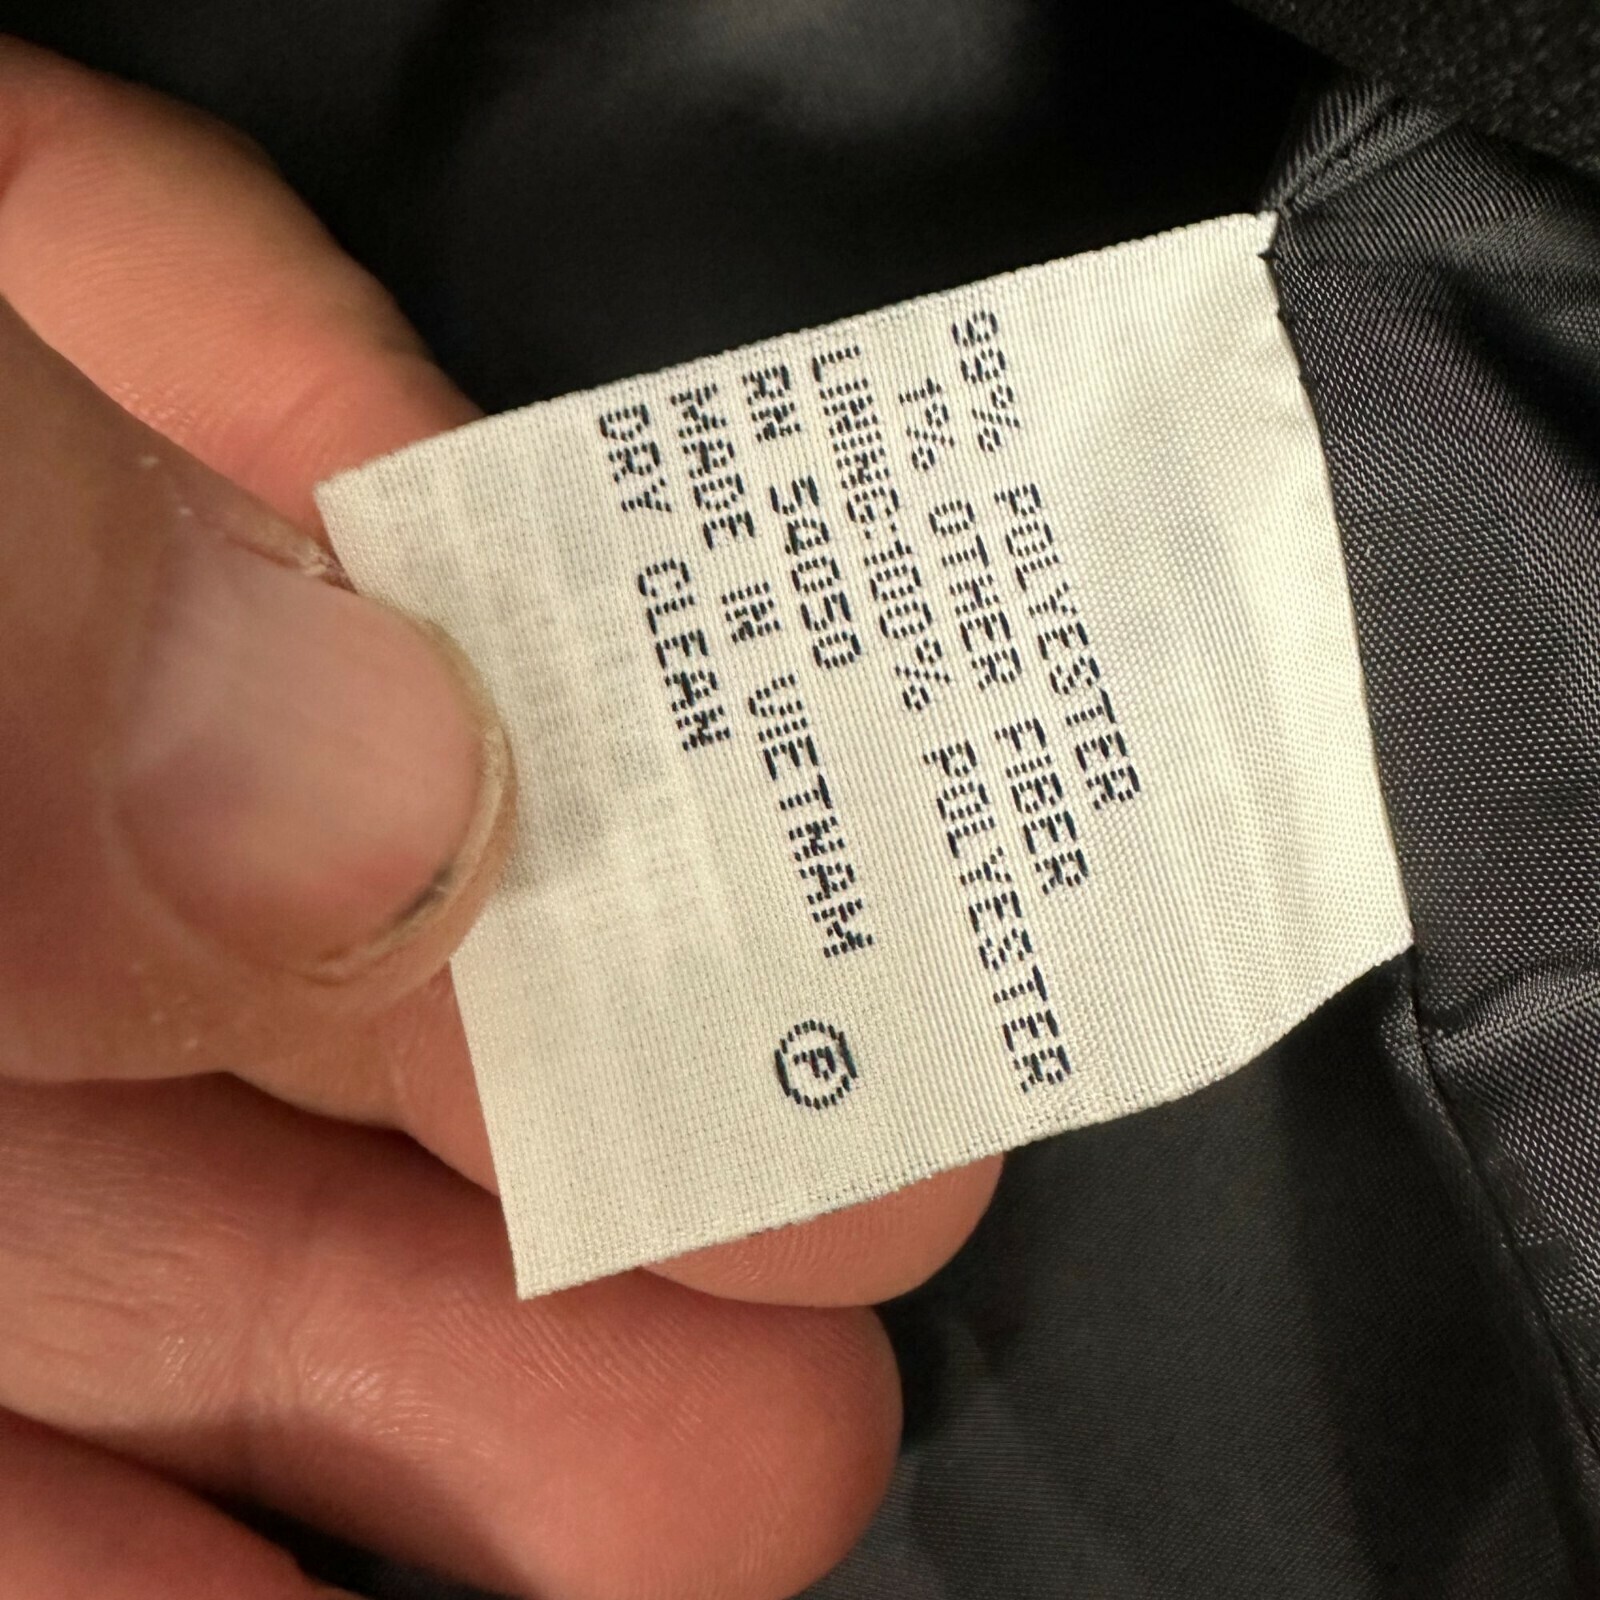 99% POLYESTER
1% OTHER FIBER
LINING:100% POLYESTER
RN 54050
MADE IN VIETNAM
DRY CLEAN
P